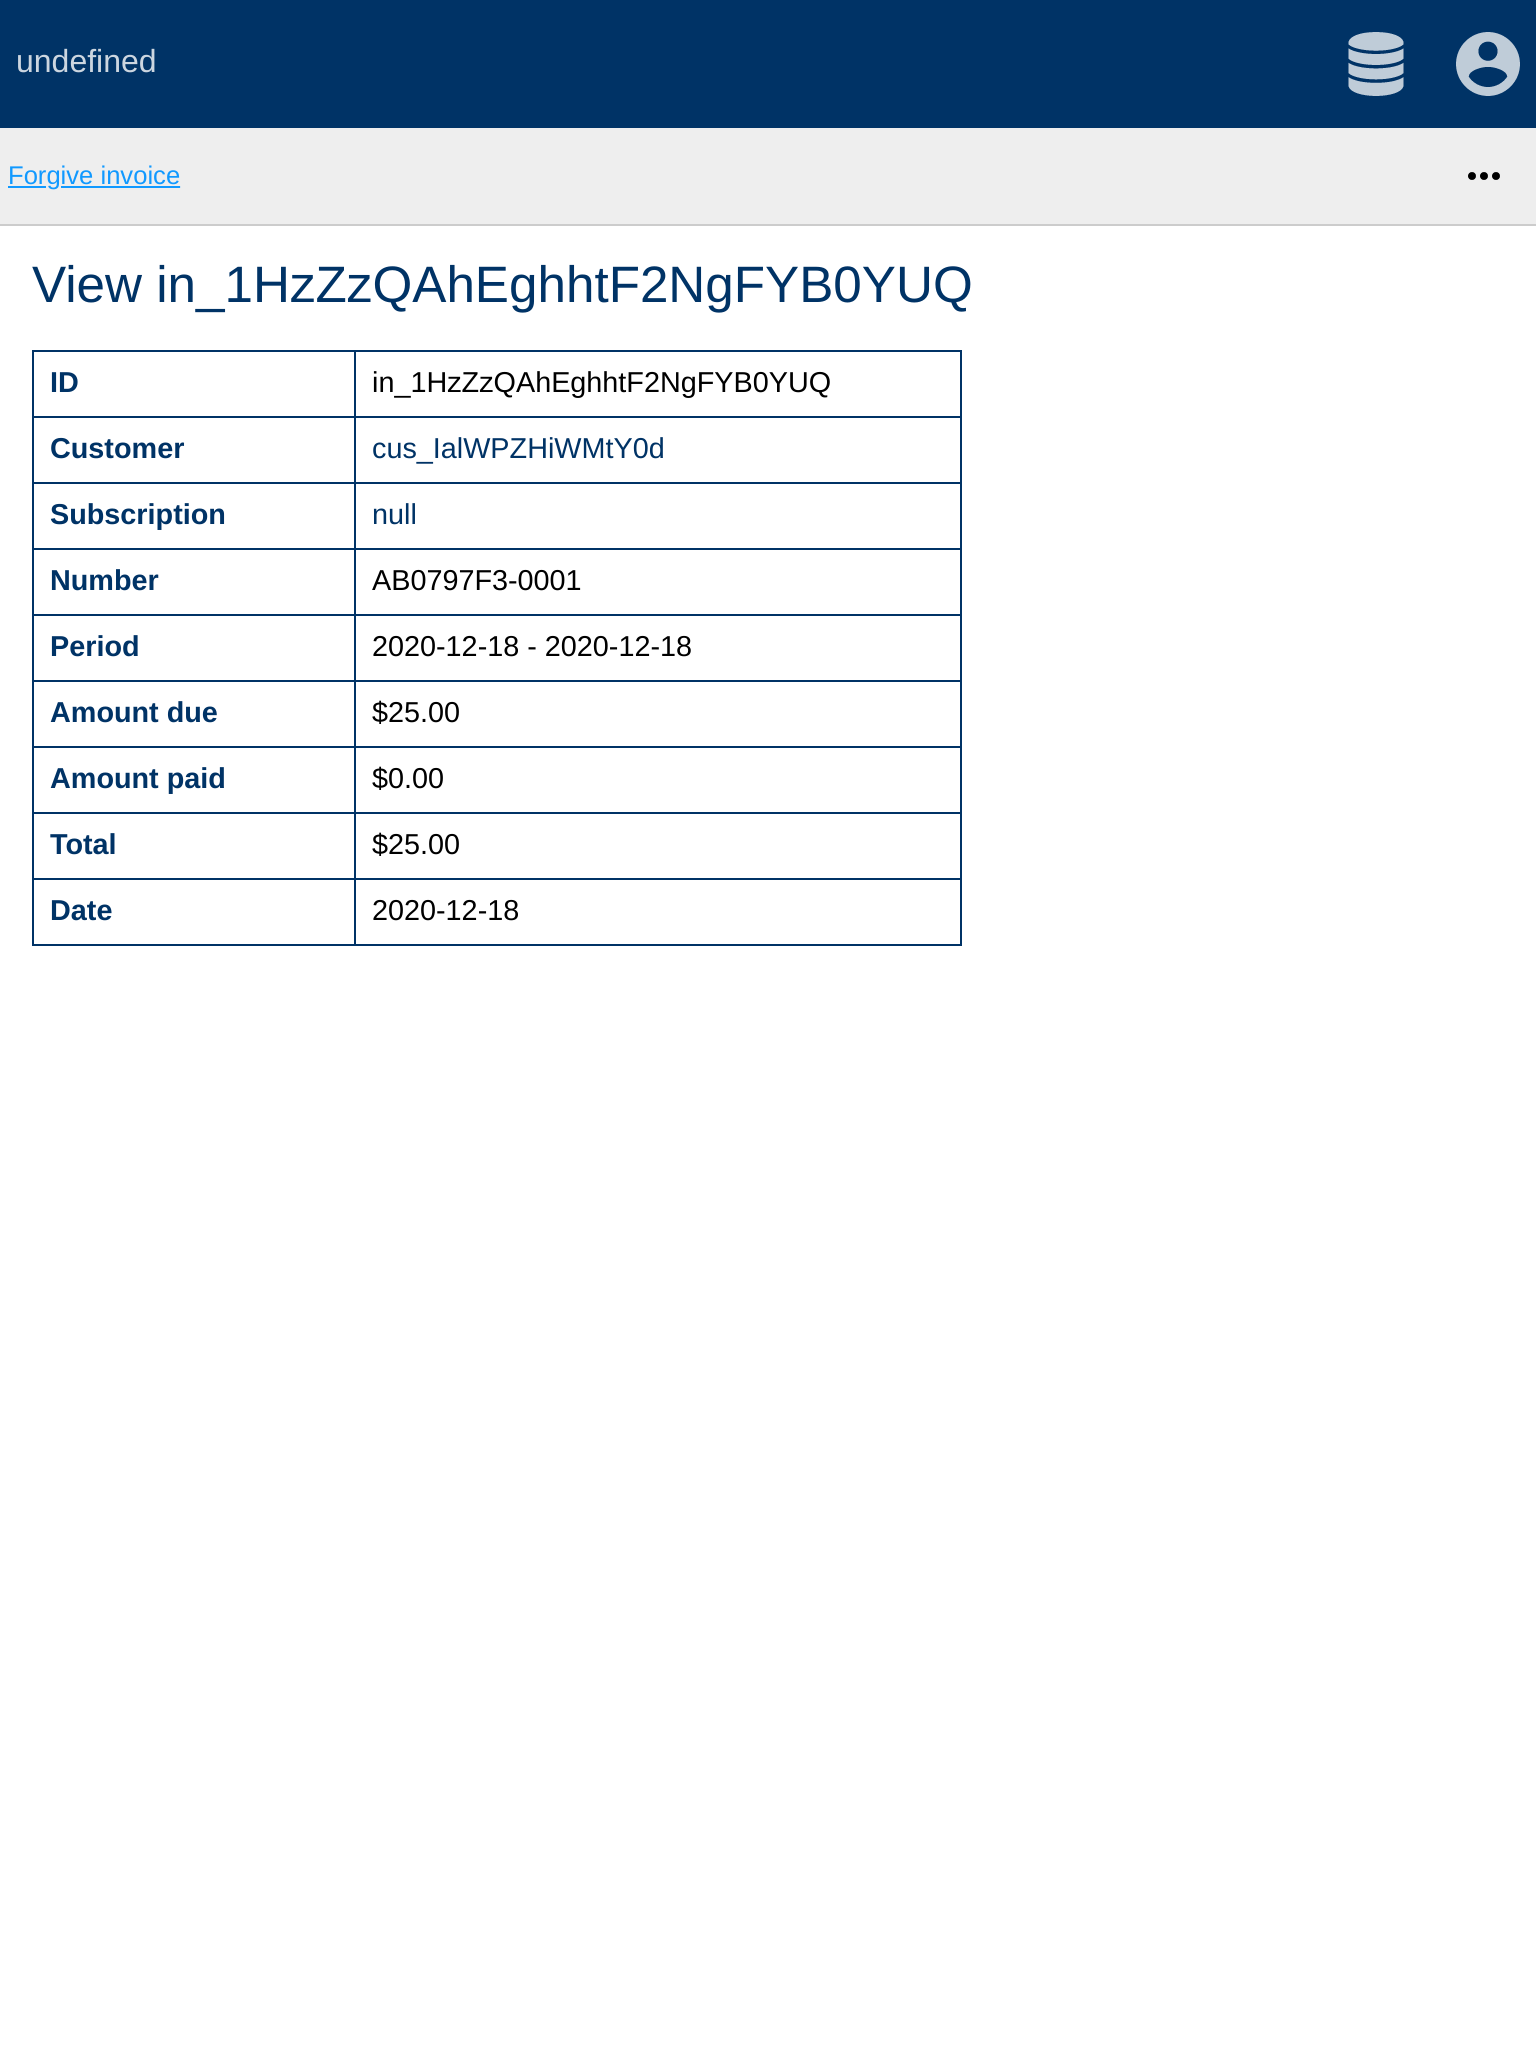 undefined
Forgive invoice
View in_1HzZzQAhEghhtF2NgFYB0YUQ
ID in_1HzZzQAhEghhtF2NgFYB0YUQ
Customer cus_IalWPZHiWMtY0d
Subscription null
Number AB0797F3-0001
Period 2020-12-18 - 2020-12-18
Amount due $25.00
Amount paid $0.00
Total $25.00
Date 2020-12-18